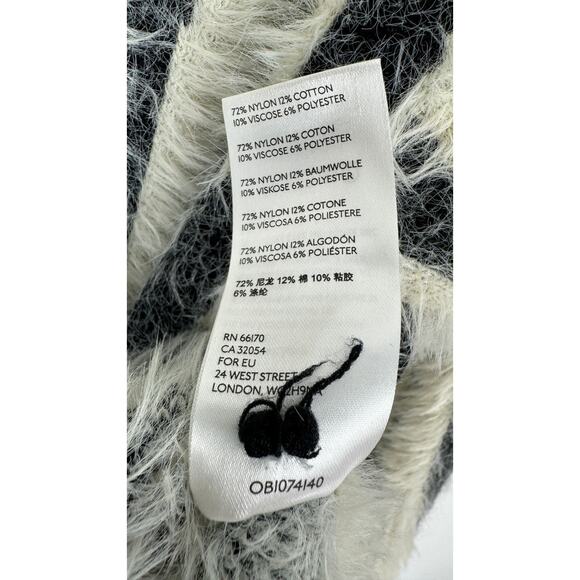 72% NYLON 12% COTTON
10% VISCOSE 6% POLYESTER
72% NYLON 12% COTON
10% VISCOSE 6% POLYESTER
72% NYLON 12% BAUMWOLLE
10% VISKOSE 6% POLYESTER
72% NYLON 12% COTONE
10% VISCOSA 6% POLIESTERE
72% NYLON 12% ALGODÓN
10% VISCOSA 6% POLIÉSTER
72% 尼龙 12% 棉 10% 粘胶
6% 涤纶
RN 66170
CA 32054
FOR EU
24 WEST STREET
LONDON, WC2H9NA
OB1074140